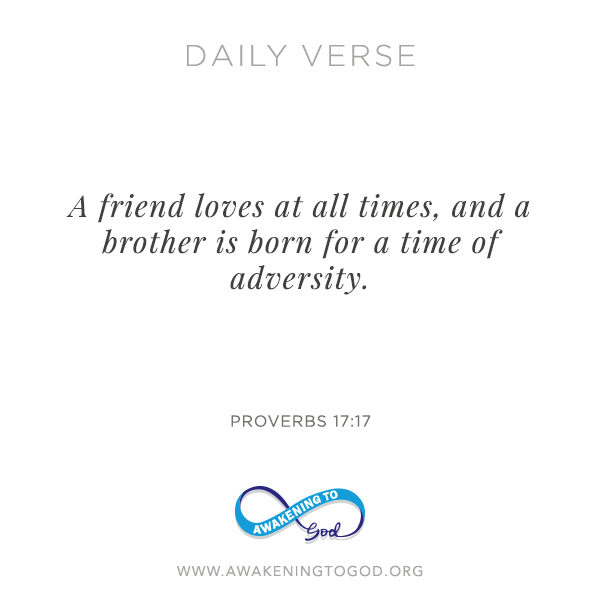 DAILY VERSE
A friend loves at all times, and a
brother is born for a time of
adversity.
PROVERBS 17:17
AWAKENING TO
God
WWW.AWAKENINGTOGOD.ORG